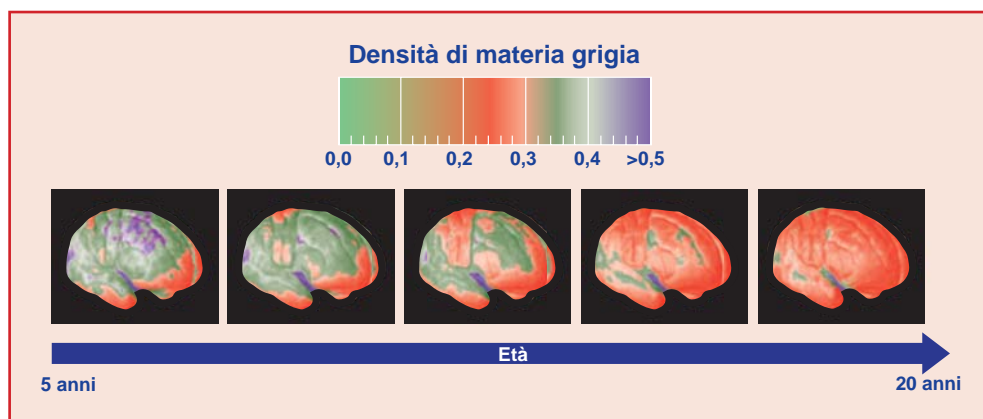 Densità di materia grigia
0,0 0,1 0,2 0,3 0,4 >0,5
Età
5 anni 20 anni